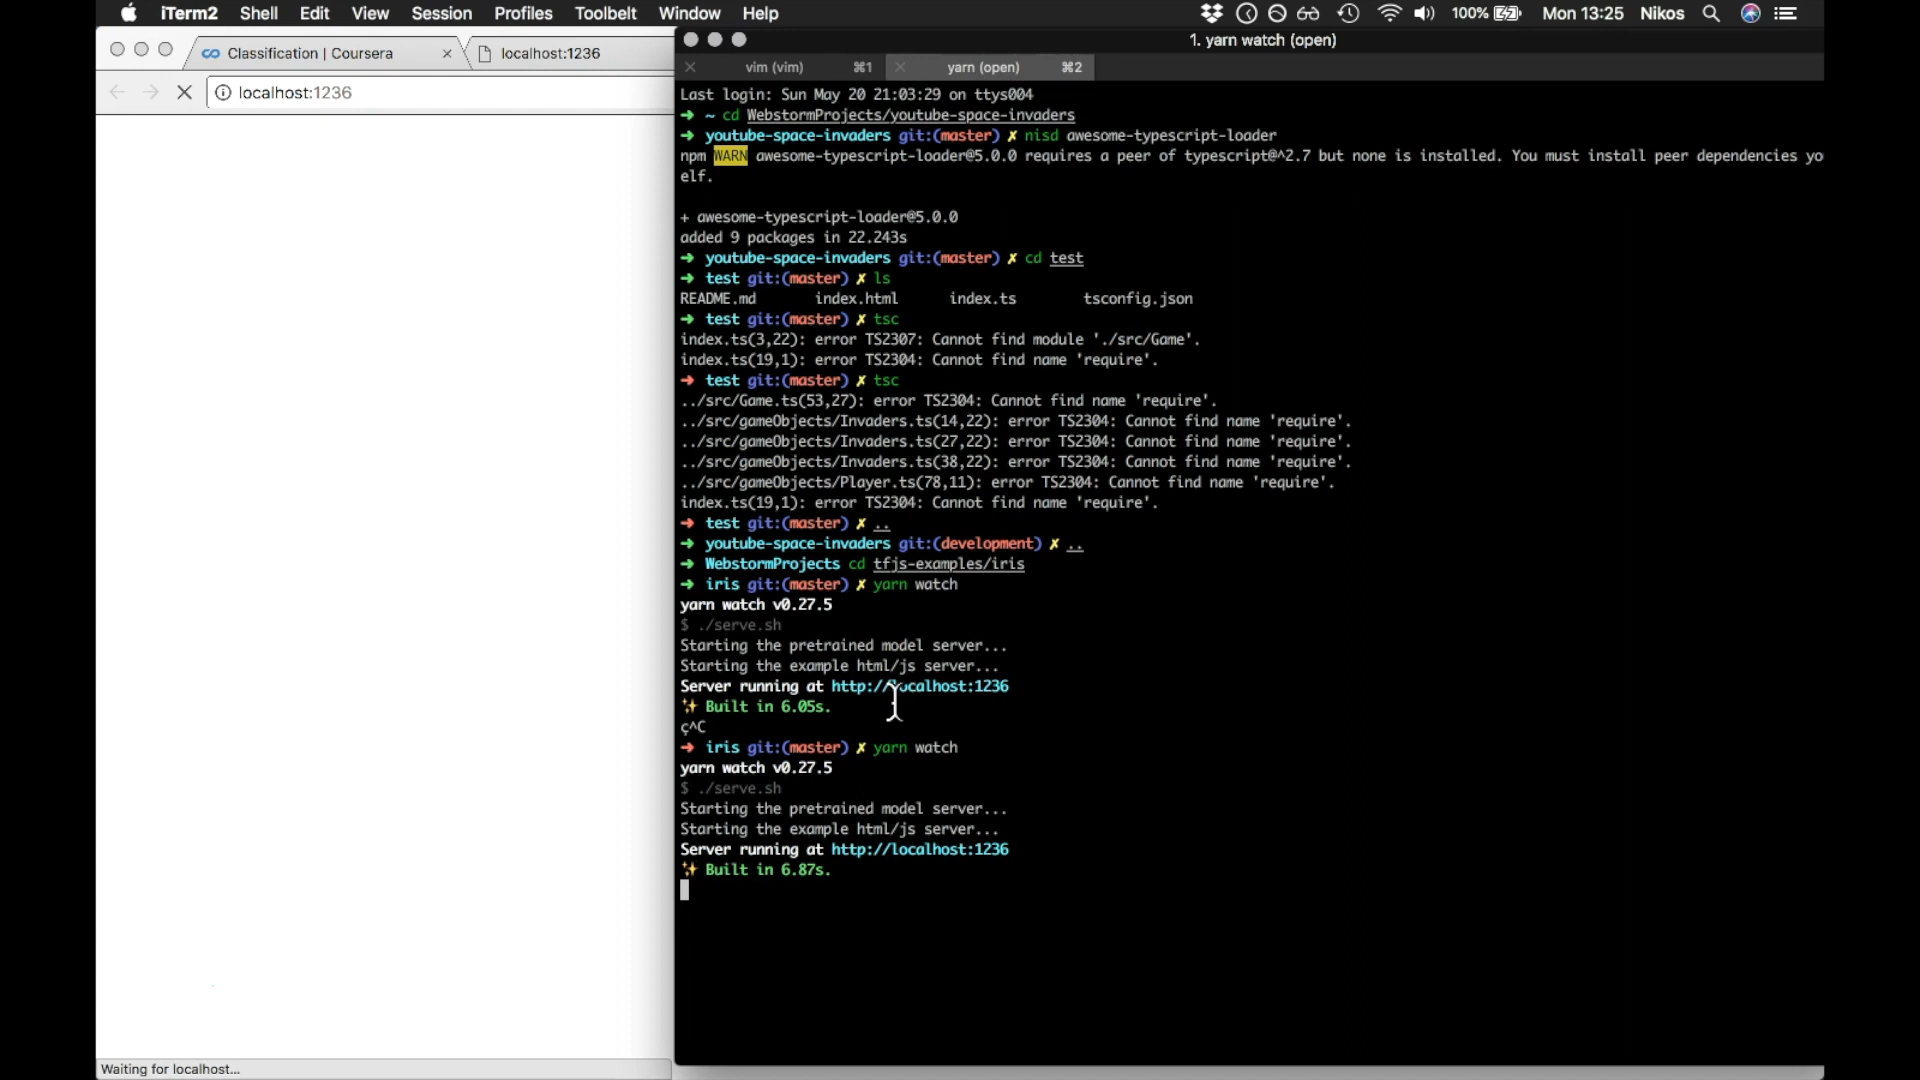 iTerm2 Shell Edit View Session Profiles Toolbelt Window Help 100% Mon 13:25 Nikos
Classification | Coursera
localhost:1236
localhost:1236
Waiting for localhost...
1. yarn watch (open)
vim (vim) ⌘1 yarn (open) ⌘2
Last login: Sun May 20 21:03:29 on ttys004
➜ ~ cd WebstormProjects/youtube-space-invaders
➜ youtube-space-invaders git:(master) ✗ nisd awesome-typescript-loader
npm WARN awesome-typescript-loader@5.0.0 requires a peer of typescript@^2.7 but none is installed. You must install peer dependencies yo
elf.
+ awesome-typescript-loader@5.0.0
added 9 packages in 22.243s
➜ youtube-space-invaders git:(master) ✗ cd test
➜ test git:(master) ✗ ls
README.md index.html index.ts tsconfig.json
➜ test git:(master) ✗ tsc
index.ts(3,22): error TS2307: Cannot find module './src/Game'.
index.ts(19,1): error TS2304: Cannot find name 'require'.
➜ test git:(master) ✗ tsc
../src/Game.ts(53,27): error TS2304: Cannot find name 'require'.
../src/gameObjects/Invaders.ts(14,22): error TS2304: Cannot find name 'require'.
../src/gameObjects/Invaders.ts(27,22): error TS2304: Cannot find name 'require'.
../src/gameObjects/Invaders.ts(38,22): error TS2304: Cannot find name 'require'.
../src/gameObjects/Player.ts(78,11): error TS2304: Cannot find name 'require'.
index.ts(19,1): error TS2304: Cannot find name 'require'.
➜ test git:(master) ✗ ..
➜ youtube-space-invaders git:(development) ✗ ..
➜ WebstormProjects cd tfjs-examples/iris
➜ iris git:(master) ✗ yarn watch
yarn watch v0.27.5
$ ./serve.sh
Starting the pretrained model server...
Starting the example html/js server...
Server running at http://localhost:1236
✨ Built in 6.05s.
ç^C
➜ iris git:(master) ✗ yarn watch
yarn watch v0.27.5
$ ./serve.sh
Starting the pretrained model server...
Starting the example html/js server...
Server running at http://localhost:1236
✨ Built in 6.87s.